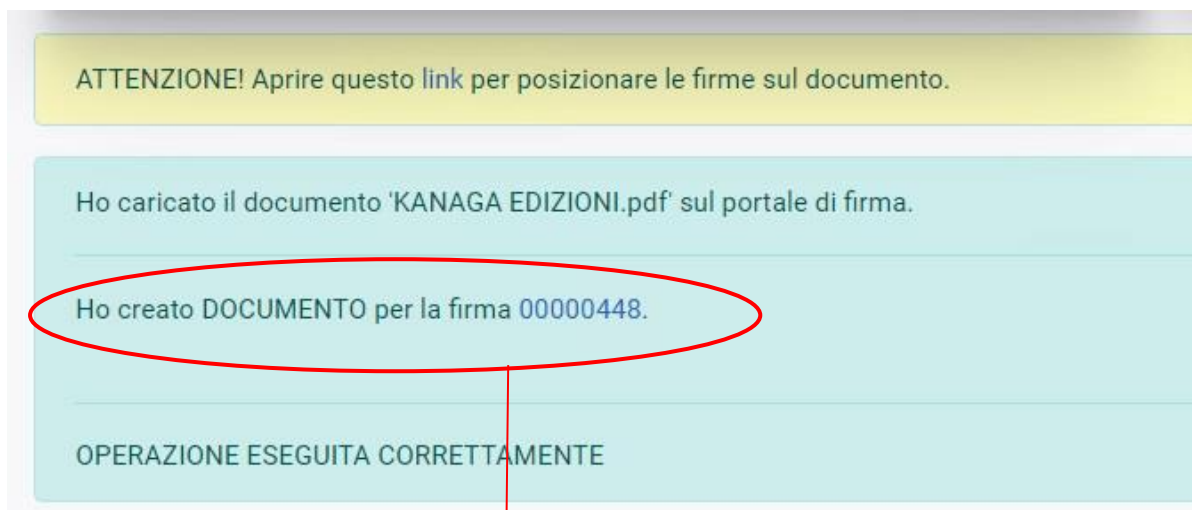 ATTENZIONE! Aprire questo link per posizionare le firme sul documento.
Ho caricato il documento 'KANAGA EDIZIONI.pdf' sul portale di firma.
Ho creato DOCUMENTO per la firma 00000448.
OPERAZIONE ESEGUITA CORRETTAMENTE